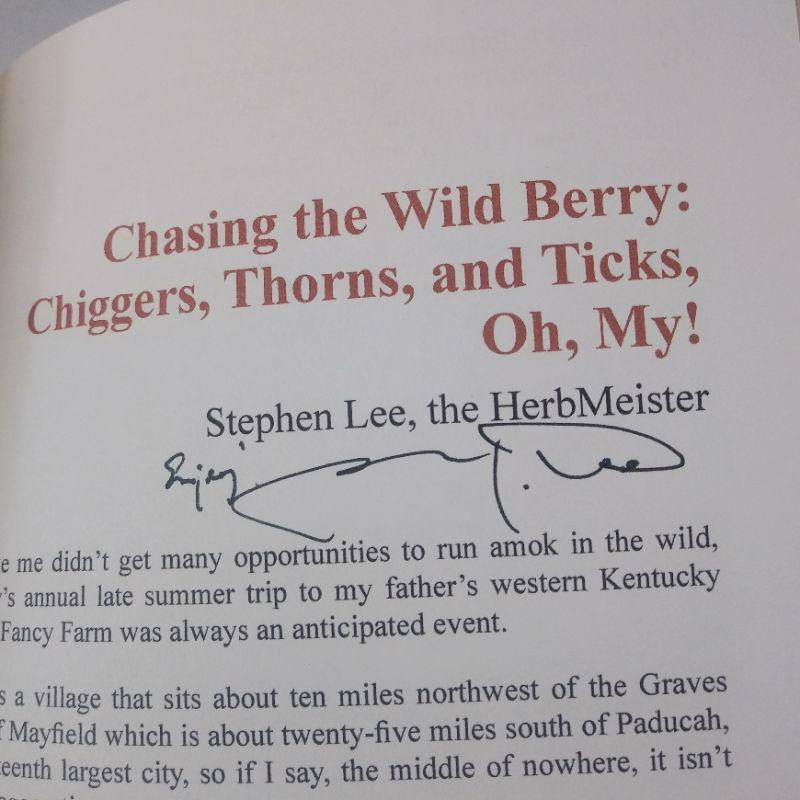 Chasing the Wild Berry:
Chiggers, Thorns, and Ticks,
Oh, My!
Stephen Lee, the HerbMeister
Enjoy! S. Lee
e me didn't get many opportunities to run amok in the wild,
y's annual late summer trip to my father's western Kentucky
Fancy Farm was always an anticipated event.
s a village that sits about ten miles northwest of the Graves
f Mayfield which is about twenty-five miles south of Paducah,
eenth largest city, so if I say, the middle of nowhere, it isn't